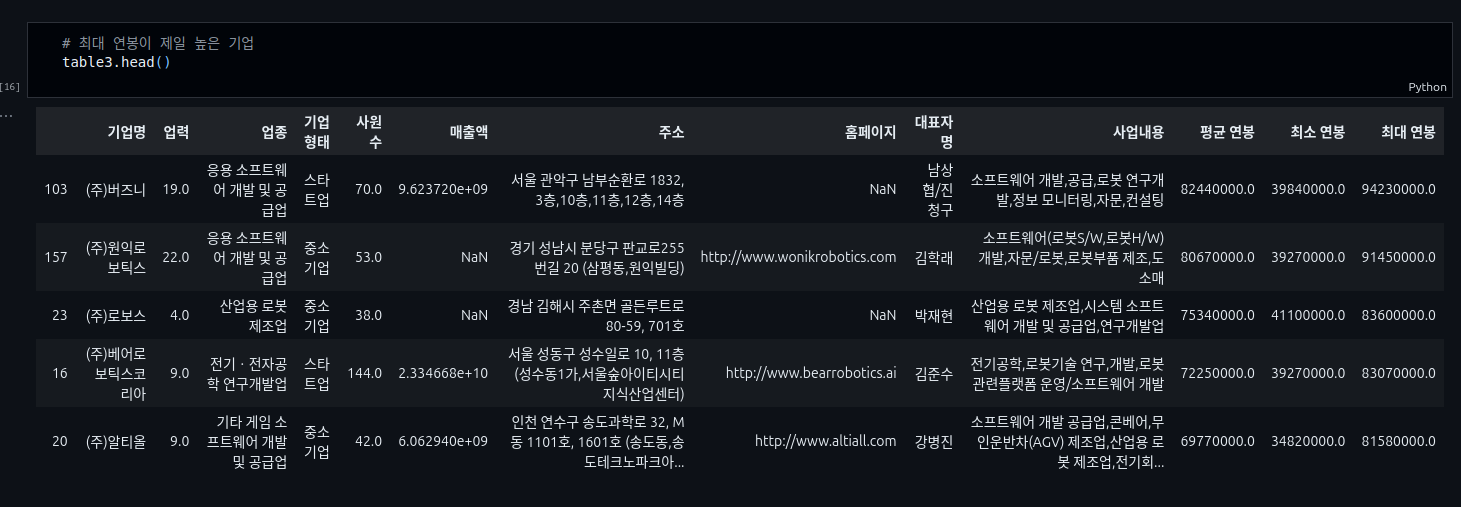 # 최대 연봉이 제일 높은 기업
table3.head()
[16]
Python
...
기업명 업력 업종 기업 형태 사원 수 매출액 주소 홈페이지 대표자 명 사업내용 평균 연봉 최소 연봉 최대 연봉
103 (주)버즈니 19.0 응용 소프트웨 어 개발 및 공 급업 스타 트업 70.0 9.623720e+09 서울 관악구 남부순환로 1832, 3층,10층,11층,12층,14층 NaN 남상 협/진 청구 소프트웨어 개발,공급,로봇 연구개 발,정보 모니터링,자문,컨설팅 82440000.0 39840000.0 94230000.0
157 (주)원익로 보틱스 22.0 응용 소프트웨 어 개발 및 공 급업 중소 기업 53.0 NaN 경기 성남시 분당구 판교로255 번길 20 (삼평동,원익빌딩) http://www.wonikrobotics.com 김학래 소프트웨어(로봇S/W,로봇H/W) 개발,자문/로봇,로봇부품 제조,도 소매 80670000.0 39270000.0 91450000.0
23 (주)로보스 4.0 산업용 로봇 제조업 중소 기업 38.0 NaN 경남 김해시 주촌면 골든루트로 80-59, 701호 NaN 박재현 산업용 로봇 제조업,시스템 소프트 웨어 개발 및 공급업,연구개발업 75340000.0 41100000.0 83600000.0
16 (주)베어로 보틱스코 리아 9.0 전기ㆍ전자공 학 연구개발업 스타 트업 144.0 2.334668e+10 서울 성동구 성수일로 10, 11층 (성수동1가,서울숲아이티시티 지식산업센터) http://www.bearrobotics.ai 김준수 전기공학,로봇기술 연구,개발,로봇 관련플랫폼 운영/소프트웨어 개발 72250000.0 39270000.0 83070000.0
20 (주)알티올 9.0 기타 게임 소 프트웨어 개발 및 공급업 중소 기업 42.0 6.062940e+09 인천 연수구 송도과학로 32, M 동 1101호, 1601호 (송도동,송 도테크노파크아... http://www.altiall.com 강병진 소프트웨어 개발 공급업,콘베어,무 인운반차(AGV) 제조업,산업용 로 봇 제조업,전기회... 69770000.0 34820000.0 81580000.0